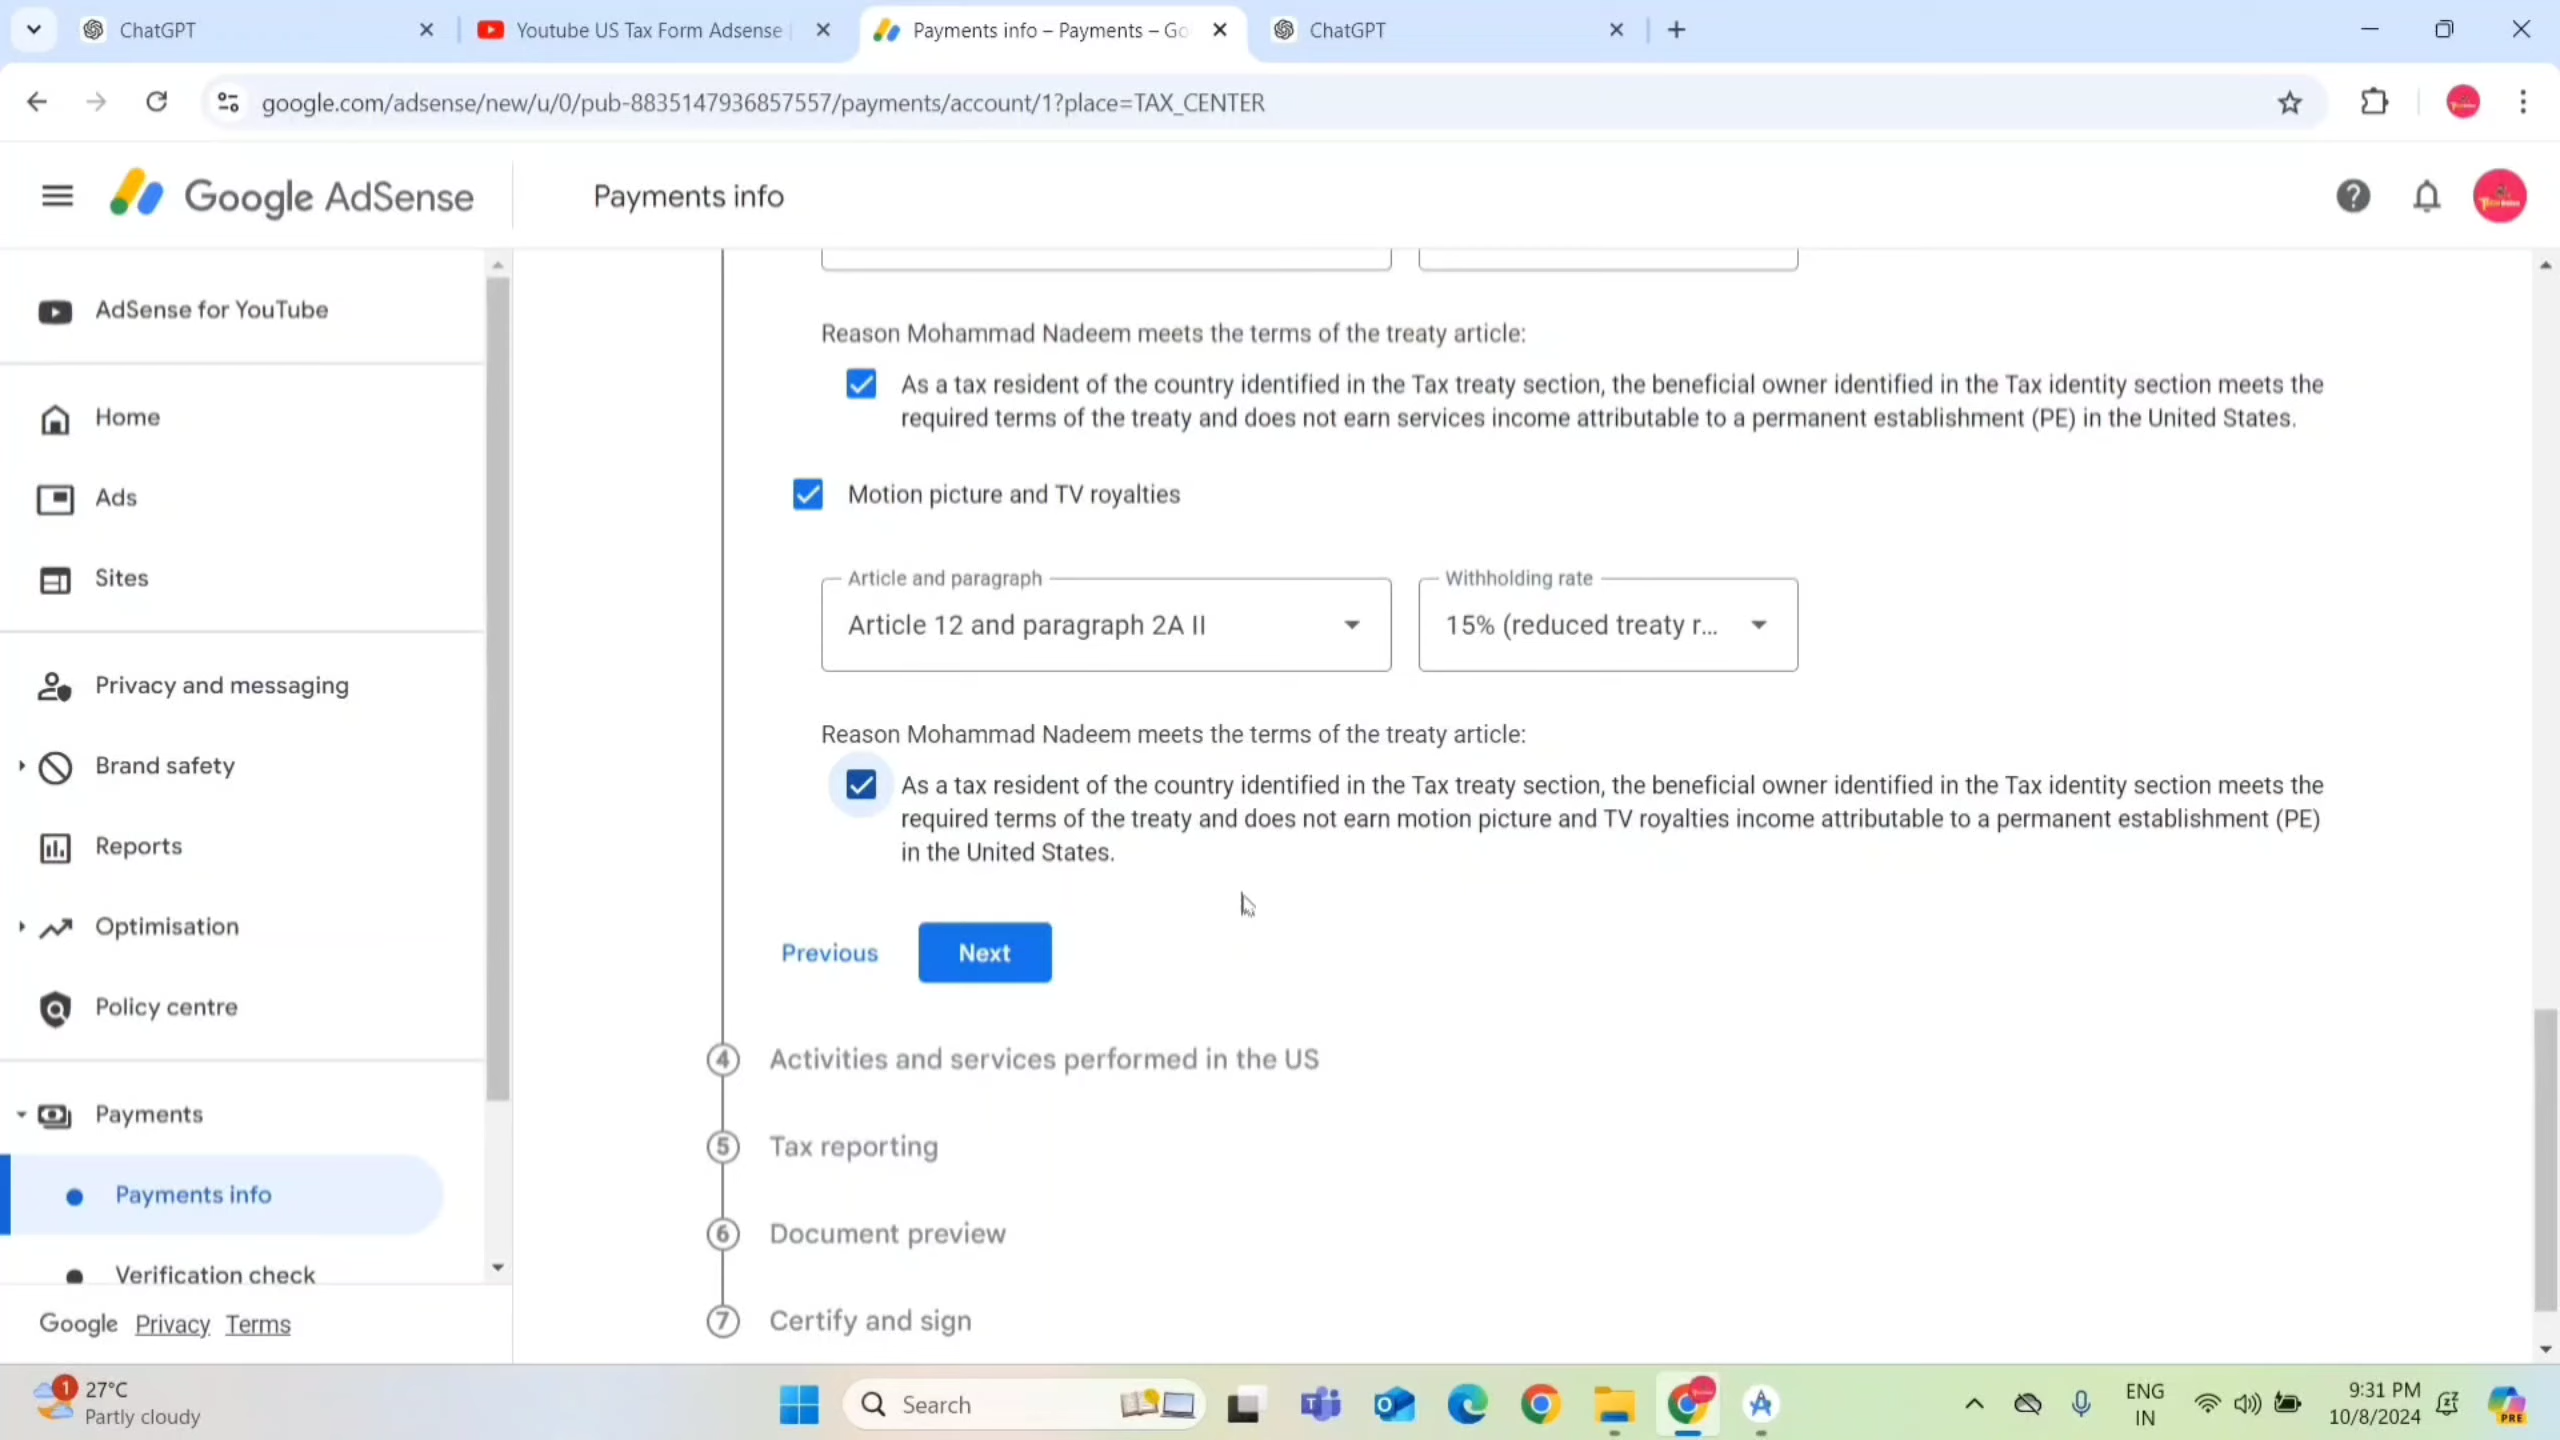 ChatGPT
Youtube US Tax Form Adsense
Payments info – Payments – Go
ChatGPT
google.com/adsense/new/u/0/pub-8835147936857557/payments/account/1?place=TAX_CENTER
Google AdSense
Payments info
AdSense for YouTube
Home
Ads
Sites
Privacy and messaging
Brand safety
Reports
Optimisation
Policy centre
Payments
Payments info
Verification check
Google Privacy Terms
Reason Mohammad Nadeem meets the terms of the treaty article:
As a tax resident of the country identified in the Tax treaty section, the beneficial owner identified in the Tax identity section meets the
required terms of the treaty and does not earn services income attributable to a permanent establishment (PE) in the United States.
Motion picture and TV royalties
Article and paragraph
Article 12 and paragraph 2A II
Withholding rate
15% (reduced treaty r...
Reason Mohammad Nadeem meets the terms of the treaty article:
As a tax resident of the country identified in the Tax treaty section, the beneficial owner identified in the Tax identity section meets the
required terms of the treaty and does not earn motion picture and TV royalties income attributable to a permanent establishment (PE)
in the United States.
Previous
Next
4 Activities and services performed in the US
5 Tax reporting
6 Document preview
7 Certify and sign
1
27°C
Partly cloudy
Search
ENG
IN
9:31 PM
10/8/2024
PRE